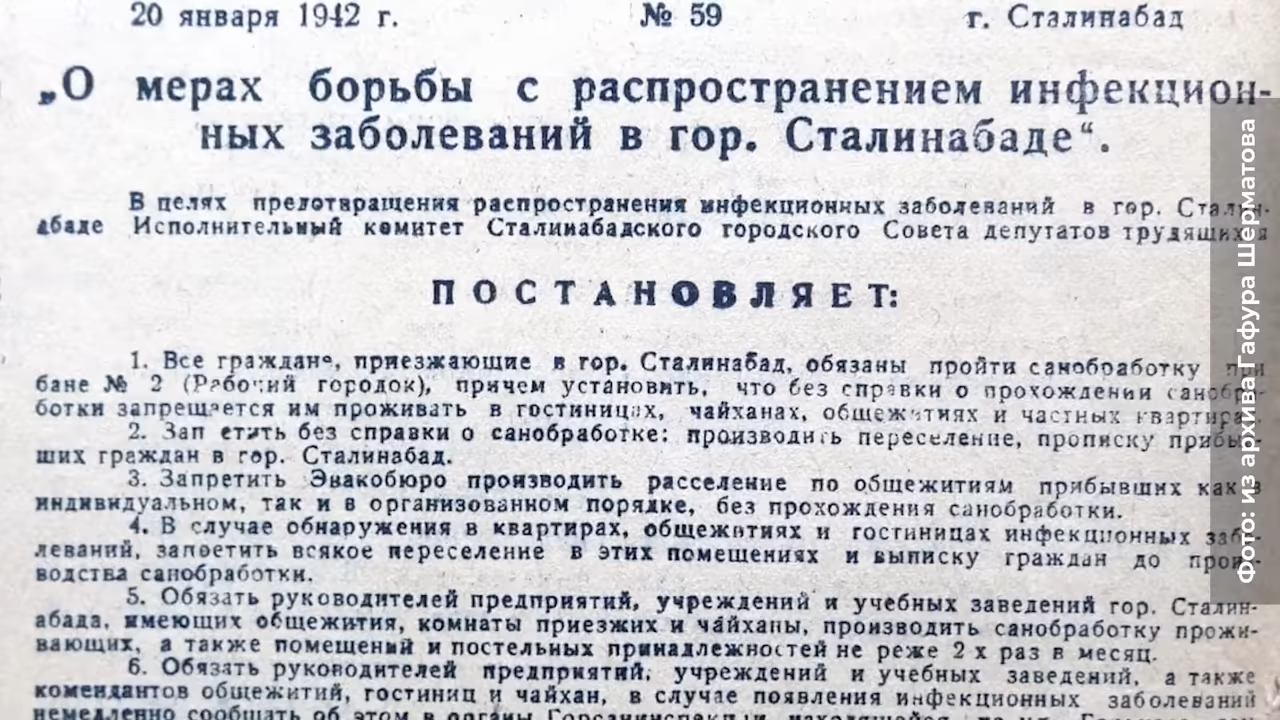 20 января 1942 г. № 59 г. Сталинабад
„О мерах борьбы с распространением инфекцион-
ных заболеваний в гор. Сталинабаде“.
В целях предотвращения распространения инфекционных заболеваний в гор. Сталин-
абаде Исполнительный комитет Сталинабадского городского Совета депутатов трудящихся
ПОСТАНОВЛЯЕТ:
1. Все граждане, приезжающие в гор. Сталинабад, обязаны пройти санобработку при
бане № 2 (Рабочий городок), причем установить, что без справки о прохождении санобра-
ботки запрещается им проживать в гостиницах, чайханах, общежитиях и частных квартирах.
2. Зап етить без справки о санобработке: производить переселение, прописку прибыв-
ших граждан в гор. Сталинабад.
3. Запретить Эвакобюро производить расселение по общежитиям прибывших как в
индивидуальном, так и в организованном порядке, без прохождения санобработки.
4. В случае обнаружения в квартирах, общежитиях и гостиницах инфекционных забо-
леваний, запретить всякое переселение в этих помещениях и выписку граждан до произ-
водства санобработки.
5. Обязать руководителей предприятий, учреждений и учебных заведений гор. Сталин-
абада, имеющих общежития, комнаты приезжих и чайханы, производить санобработку прожи-
вающих, а также помещений и постельных принадлежностей не реже 2 х раз в месяц.
6. Обязать руководителей предприятий, учреждений и учебных заведений, а также
комендантов общежитий, гостиниц и чайхан, в случае появления инфекционных заболеваний
немедленно сообщать об этом в органы Горсанинспекции, находящейся по ул.
Фото: из архива Гафура Шерматова